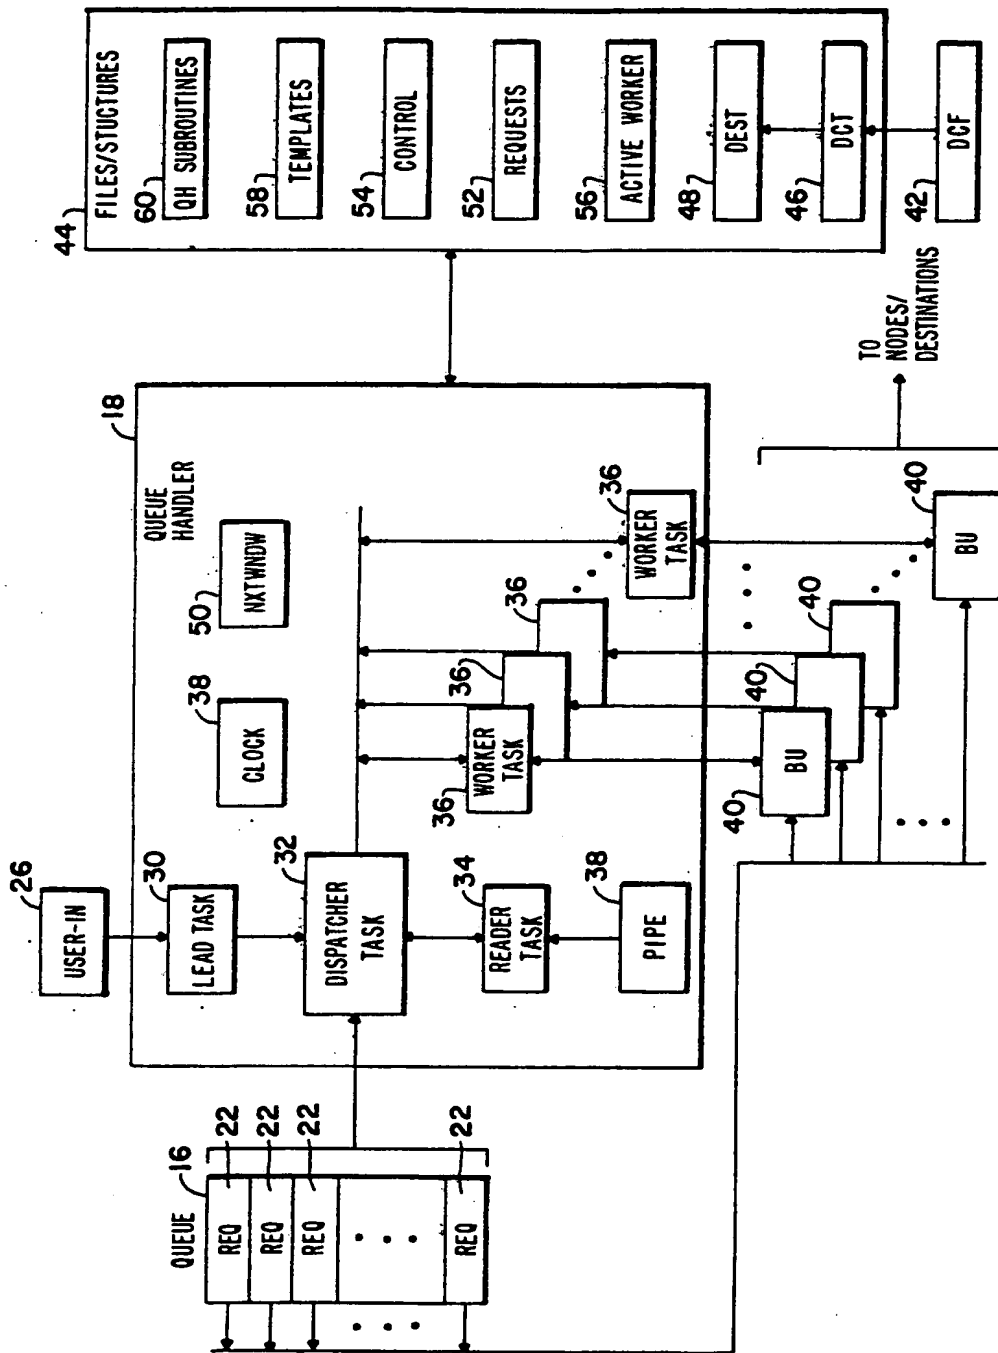 44
FILES/STUCTURES
60
QH SUBROUTINES
58
TEMPLATES
54
CONTROL
52
REQUESTS
56
ACTIVE WORKER
48
DEST
46
DCT
42
DCF
18
QUEUE
HANDLER
26
USER-IN
30
LEAD TASK
32
DISPATCHER
TASK
34
READER
TASK
38
PIPE
38
CLOCK
50
NXTWNDW
36
WORKER
TASK
36
36
36
WORKER
TASK
40
BU
40
40
40
BU
TO
NODES/
DESTINATIONS
QUEUE
16
REQ
22
REQ
22
REQ
22
REQ
22